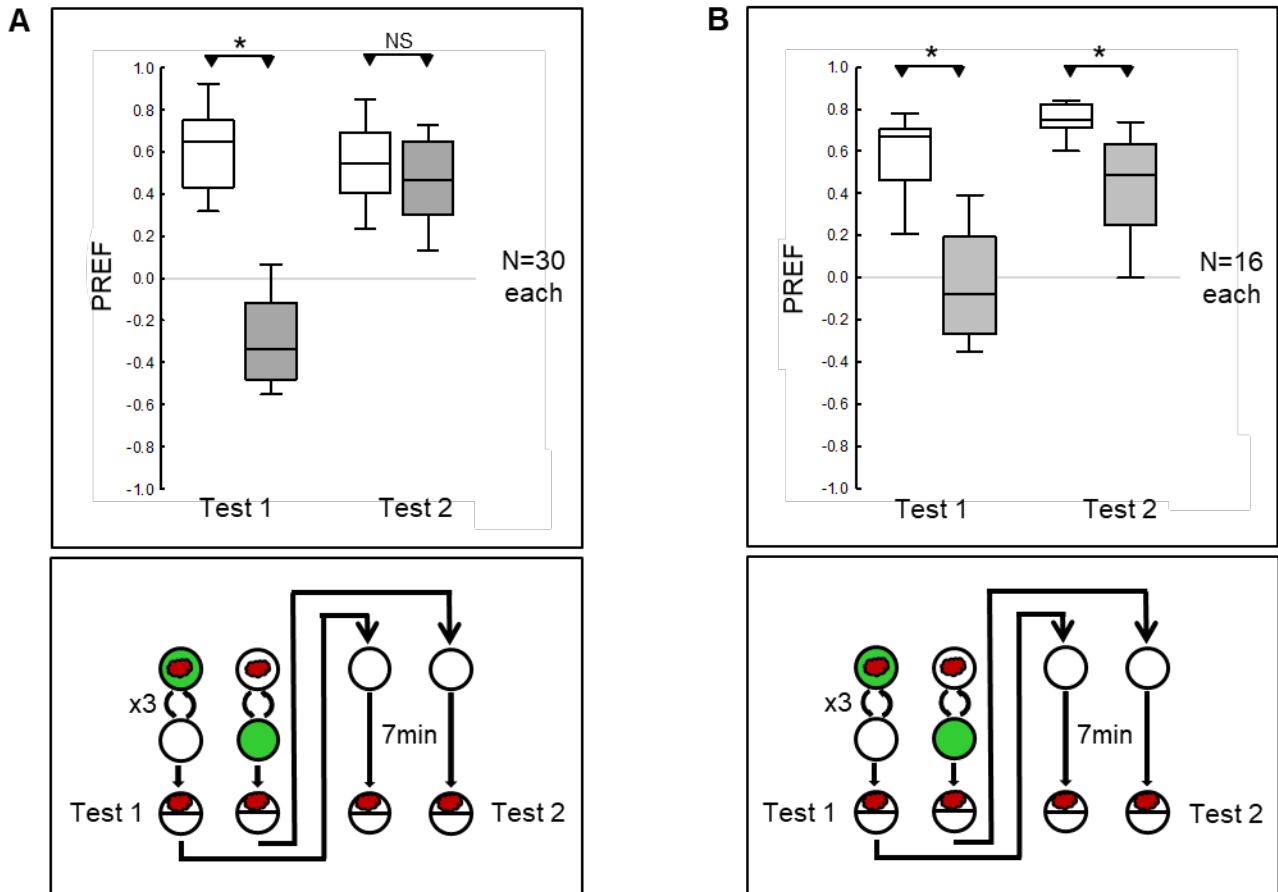 A
*
NS
1.0
0.8
0.6
0.4
0.2
0.0
-0.2
-0.4
-0.6
-0.8
-1.0
PREF
N=30
each
Test 1
Test 2
x3
7min
Test 1
Test 2
B
*
*
1.0
0.8
0.6
0.4
0.2
0.0
-0.2
-0.4
-0.6
-0.8
-1.0
PREF
N=16
each
Test 1
Test 2
x3
7min
Test 1
Test 2